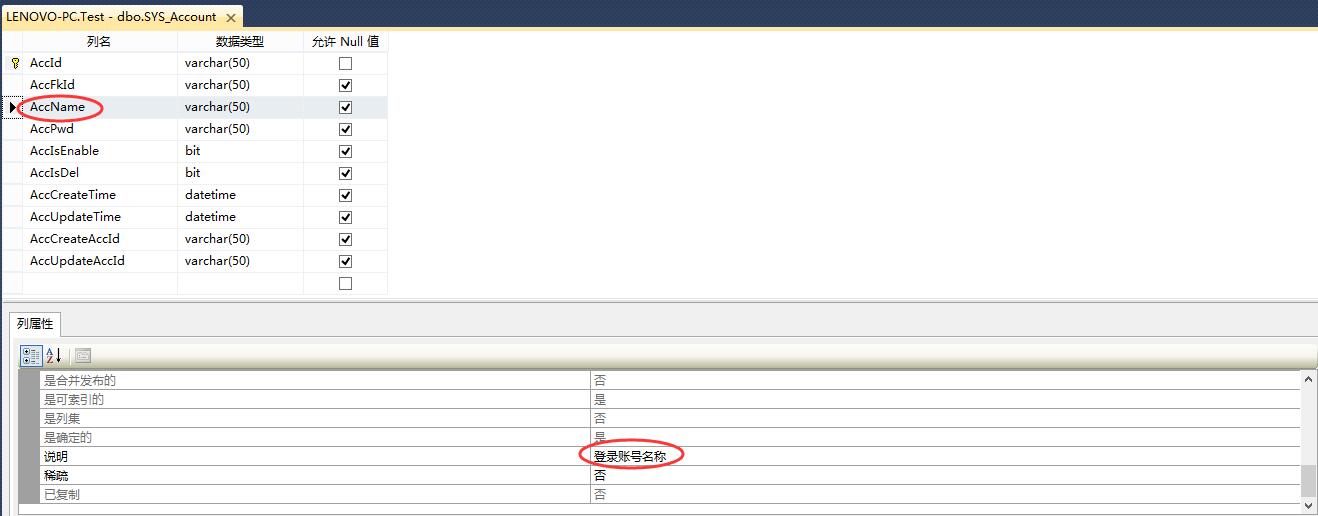 LENOVO-PC.Test - dbo.SYS_Account
列名 数据类型 允许 Null 值
AccId varchar(50)
AccFkId varchar(50)
AccName varchar(50)
AccPwd varchar(50)
AccIsEnable bit
AccIsDel bit
AccCreateTime datetime
AccUpdateTime datetime
AccCreateAccId varchar(50)
AccUpdateAccId varchar(50)
列属性
是合并发布的 否
是可索引的 是
是列集 否
是确定的 是
说明 登录账号名称
稀疏 否
已复制 否